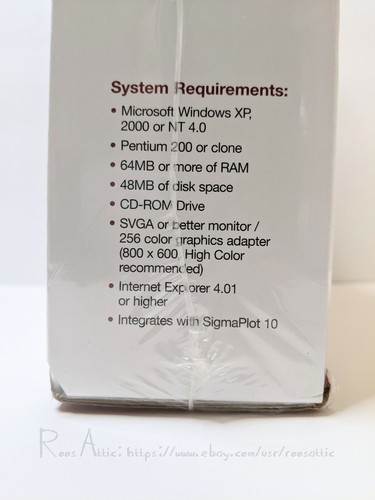 System Requirements:
• Microsoft Windows XP,
2000 or NT 4.0
• Pentium 200 or clone
• 64MB or more of RAM
• 48MB of disk space
• CD-ROM Drive
• SVGA or better monitor /
256 color graphics adapter
(800 x 600, High Color
recommended)
• Internet Explorer 4.01
or higher
• Integrates with SigmaPlot 10
Rees Attic: https://www.ebay.com/usr/reesattic